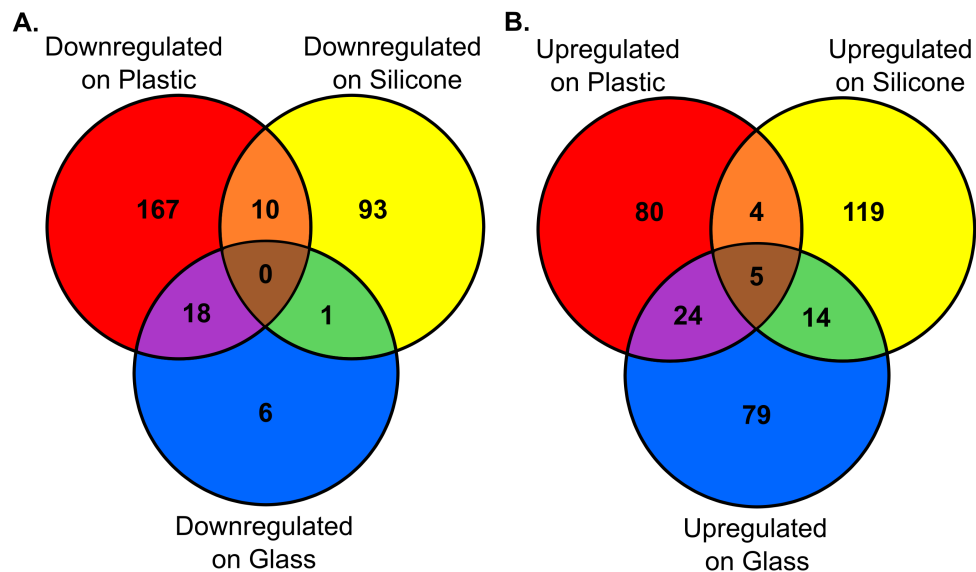 A.
Downregulated
on Plastic
Downregulated
on Silicone
167
10
93
0
18
1
6
Downregulated
on Glass
B.
Upregulated
on Plastic
Upregulated
on Silicone
80
4
119
5
24
14
79
Upregulated
on Glass